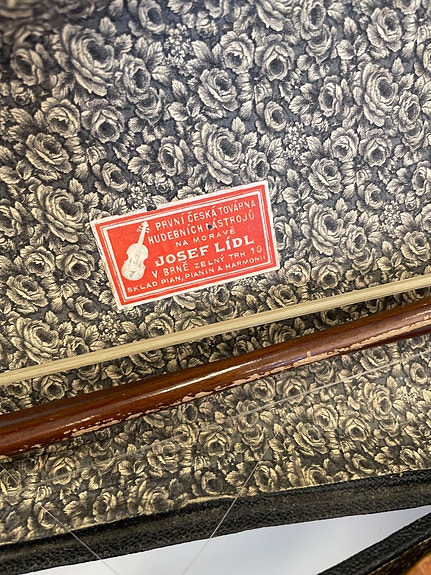 PRVNÍ ČESKÁ TOVÁRNA
HUDEBNÍCH NÁSTROJŮ
NA MORAVĚ
JOSEF LÍDL
V BRNĚ ZELNÝ TRH 10
SKLAD PIAN, PIANIN A HARMONIÍ